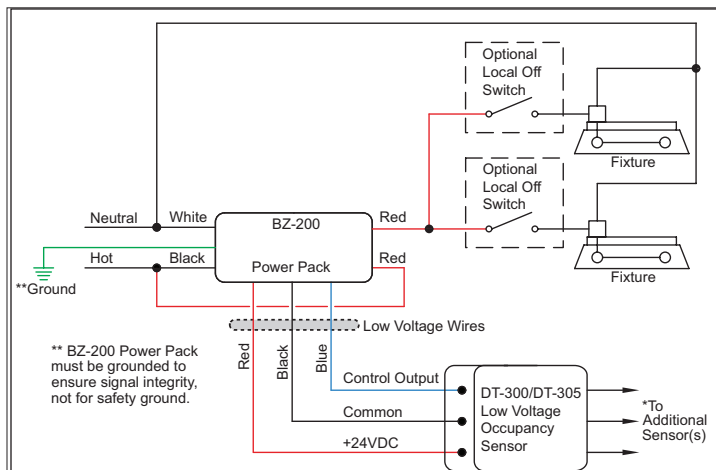 Optional
Local Off
Switch
Fixture
Optional
Local Off
Switch
Fixture
Neutral
White
BZ-200
Red
Hot
Black
Power Pack
Red
**Ground
Low Voltage Wires
** BZ-200 Power Pack
must be grounded to
ensure signal integrity,
not for safety ground.
Red
Black
Blue
Control Output
Common
+24VDC
DT-300/DT-305
Low Voltage
Occupancy
Sensor
*To
Additional
Sensor(s)